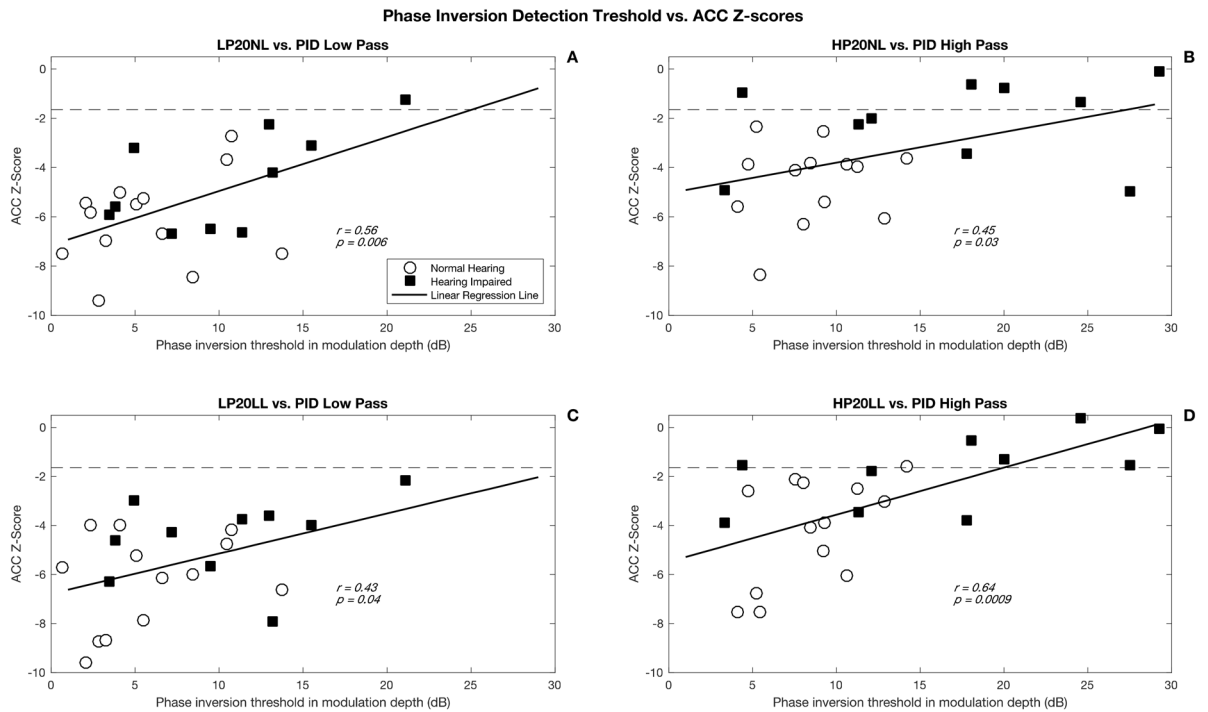 Phase Inversion Detection Treshold vs. ACC Z-scores
LP20NL vs. PID Low Pass
A
0
-2
-4
-6
-8
-10
ACC Z-Score
r = 0.56
p = 0.006
Normal Hearing
Hearing Impaired
Linear Regression Line
0 5 10 15 20 25 30
Phase inversion threshold in modulation depth (dB)
HP20NL vs. PID High Pass
B
0
-2
-4
-6
-8
-10
ACC Z-Score
r = 0.45
p = 0.03
0 5 10 15 20 25 30
Phase inversion threshold in modulation depth (dB)
LP20LL vs. PID Low Pass
C
0
-2
-4
-6
-8
-10
ACC Z-Score
r = 0.43
p = 0.04
0 5 10 15 20 25 30
Phase inversion threshold in modulation depth (dB)
HP20LL vs. PID High Pass
D
0
-2
-4
-6
-8
-10
ACC Z-Score
r = 0.64
p = 0.0009
0 5 10 15 20 25 30
Phase inversion threshold in modulation depth (dB)